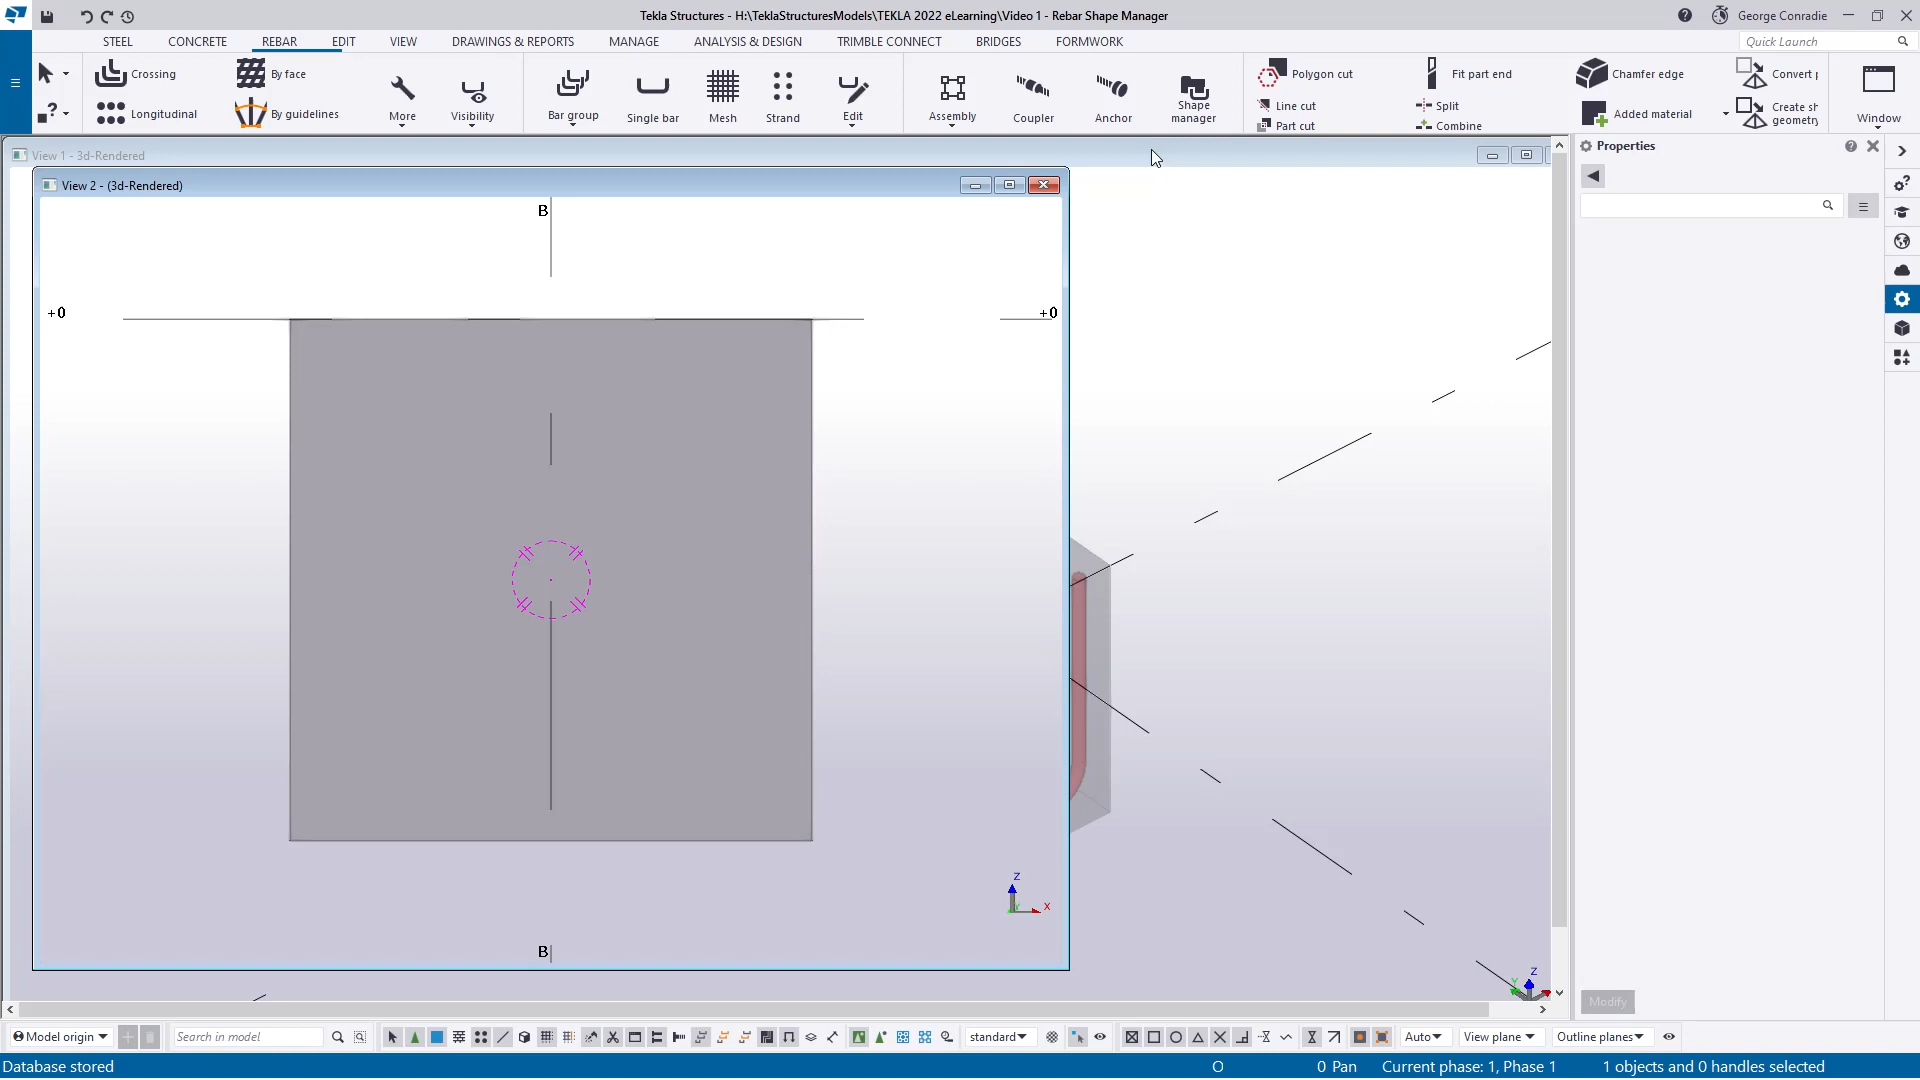 Tekla Structures - H:\TeklaStructuresModels\TEKLA 2022 eLearning\Video 1 - Rebar Shape Manager
George Conradie
STEEL
CONCRETE
REBAR
EDIT
VIEW
DRAWINGS & REPORTS
MANAGE
ANALYSIS & DESIGN
TRIMBLE CONNECT
BRIDGES
FORMWORK
Quick Launch
Crossing
Longitudinal
By face
By guidelines
More
Visibility
Bar group
Single bar
Mesh
Strand
Edit
Assembly
Coupler
Anchor
Shape
manager
Polygon cut
Line cut
Part cut
Fit part end
Split
Combine
Chamfer edge
Added material
Convert
Create sh
geometry
Window
View 1 - 3d-Rendered
Properties
View 2 - (3d-Rendered)
B
+0
+0
Z
X
B
Z
Y
Modify
Model origin
Search in model
standard
Auto
View plane
Outline planes
Database stored
O
0
Pan
Current phase: 1, Phase 1
1 objects and 0 handles selected